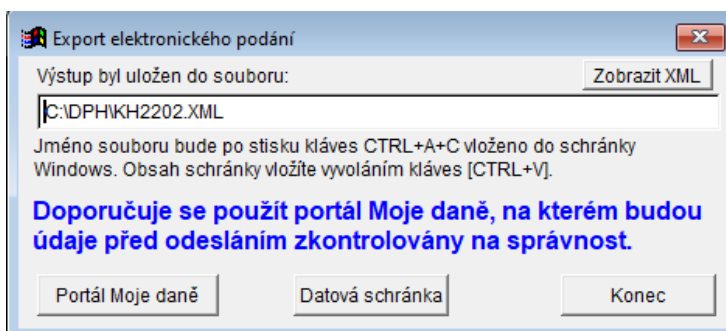 Export elektronického podání
Výstup byl uložen do souboru:
Zobrazit XML
C:\DPH\KH2202.XML
Jméno souboru bude po stisku kláves CTRL+A+C vloženo do schránky
Windows. Obsah schránky vložíte vyvoláním kláves [CTRL+V].
Doporučuje se použít portál Moje daně, na kterém budou
údaje před odesláním zkontrolovány na správnost.
Portál Moje daně
Datová schránka
Konec